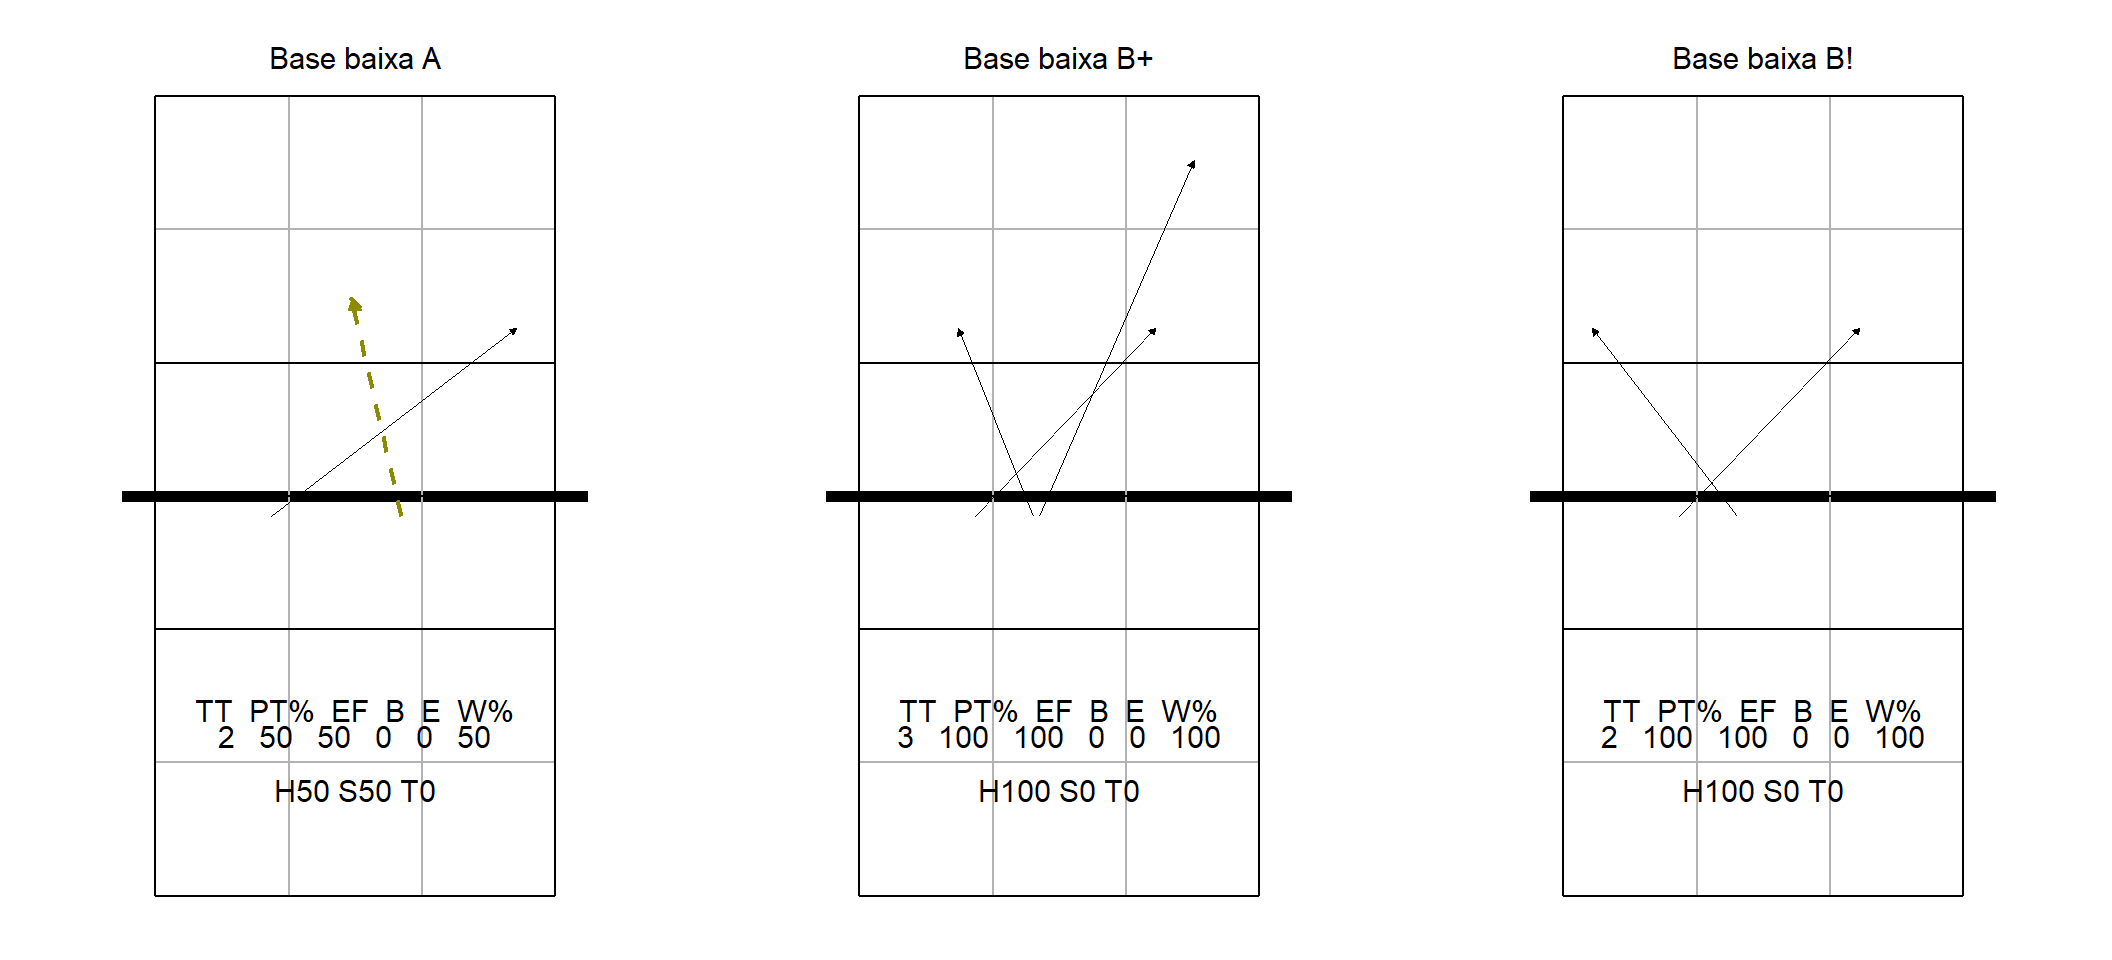 Base baixa A
TT PT% EF B E W%
2 50 50 0 0 50
H50 S50 T0
Base baixa B+
TT PT% EF B E W%
3 100 100 0 0 100
H100 S0 T0
Base baixa B!
TT PT% EF B E W%
2 100 100 0 0 100
H100 S0 T0